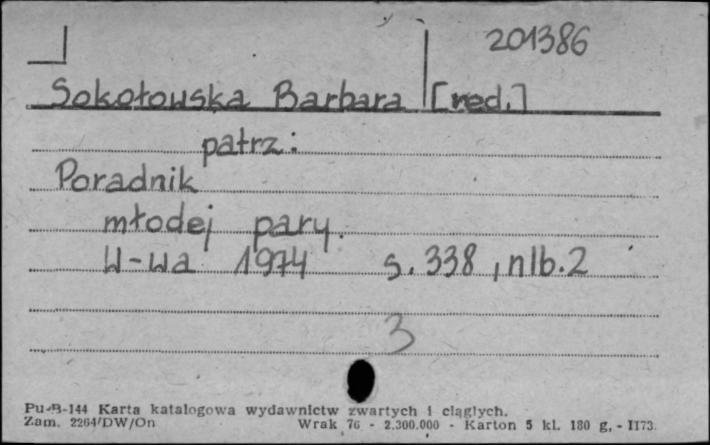 201386
Sokołowska Barbara [red.]
patrz:
Poradnik
młodej pary.
W-wa 1974 s. 338, nlb. 2
3
Pu-B-144 Karta katalogowa wydawnictw zwartych i ciągłych.
Zam. 2264/DW/On Wrak 76 - 2.300.000 - Karton 5 kl. 180 g, - II73.